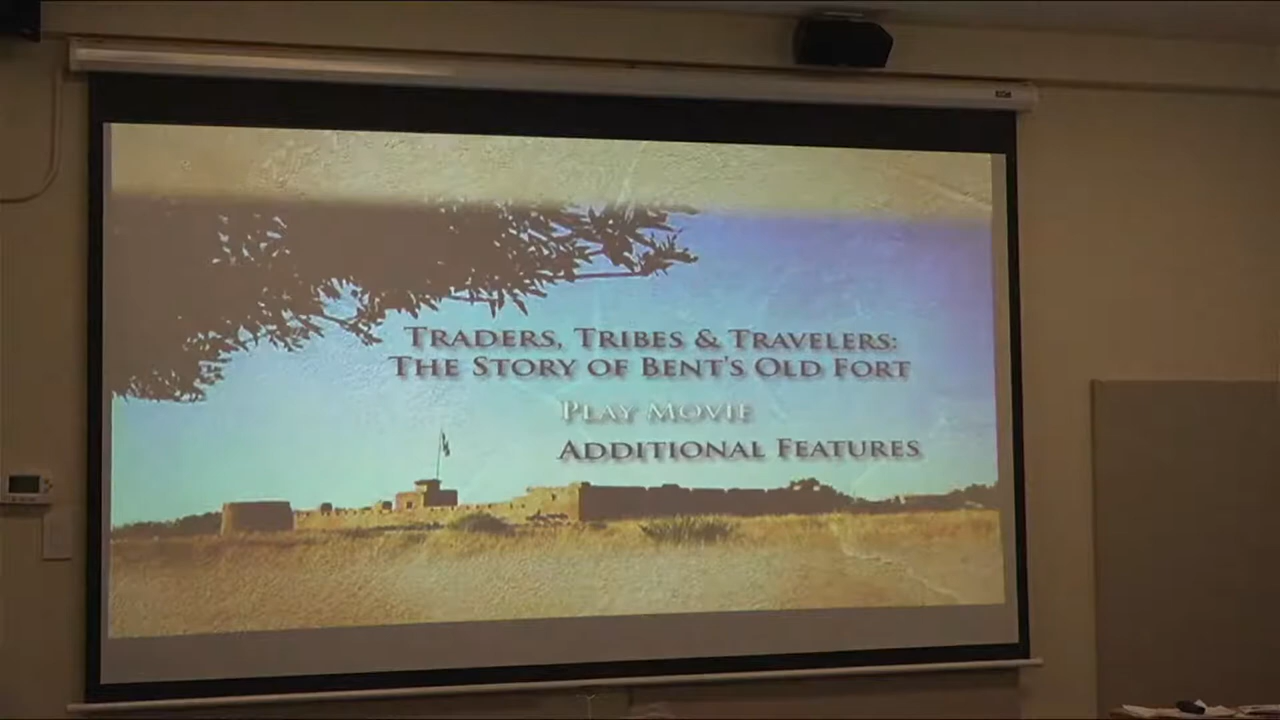 TRADERS, TRIBES & TRAVELERS:
THE STORY OF BENT'S OLD FORT
PLAY MOVIE
ADDITIONAL FEATURES